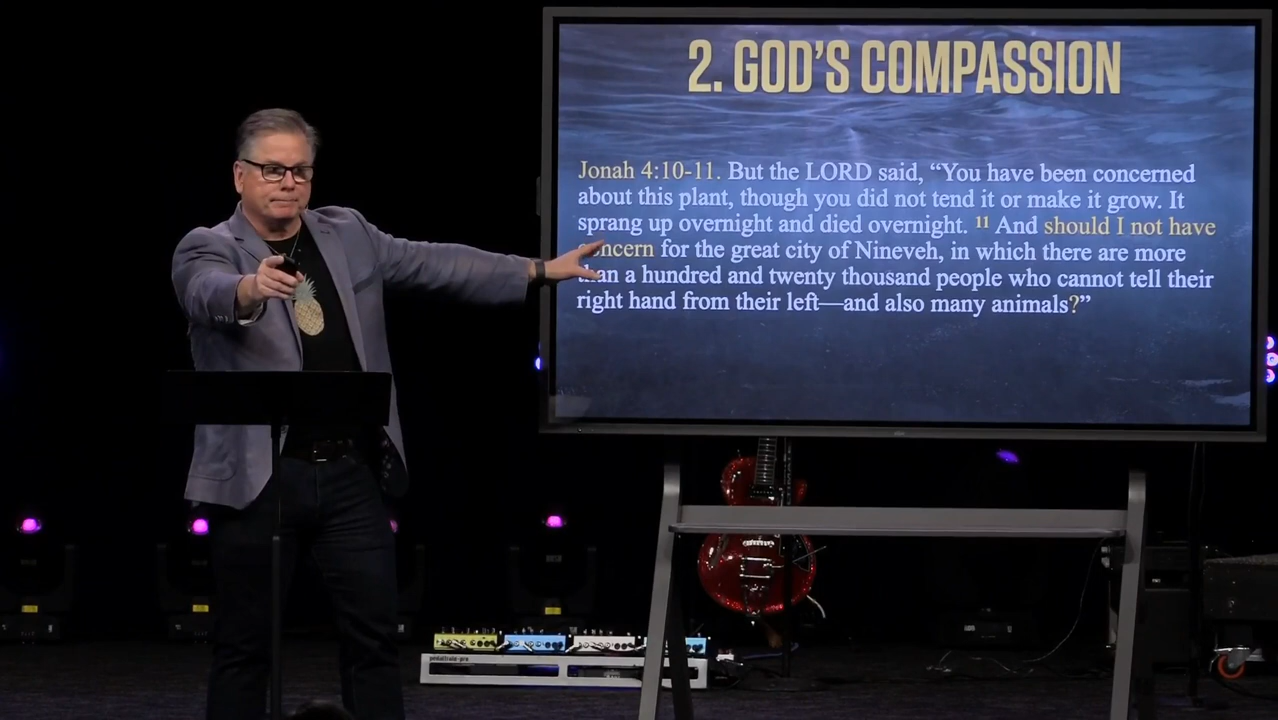 2. GOD'S COMPASSION
Jonah 4:10-11. But the LORD said, “You have been concerned
about this plant, though you did not tend it or make it grow. It
sprang up overnight and died overnight. 11 And should I not have
concern for the great city of Nineveh, in which there are more
than a hundred and twenty thousand people who cannot tell their
right hand from their left—and also many animals?”
pedaltrain-pro